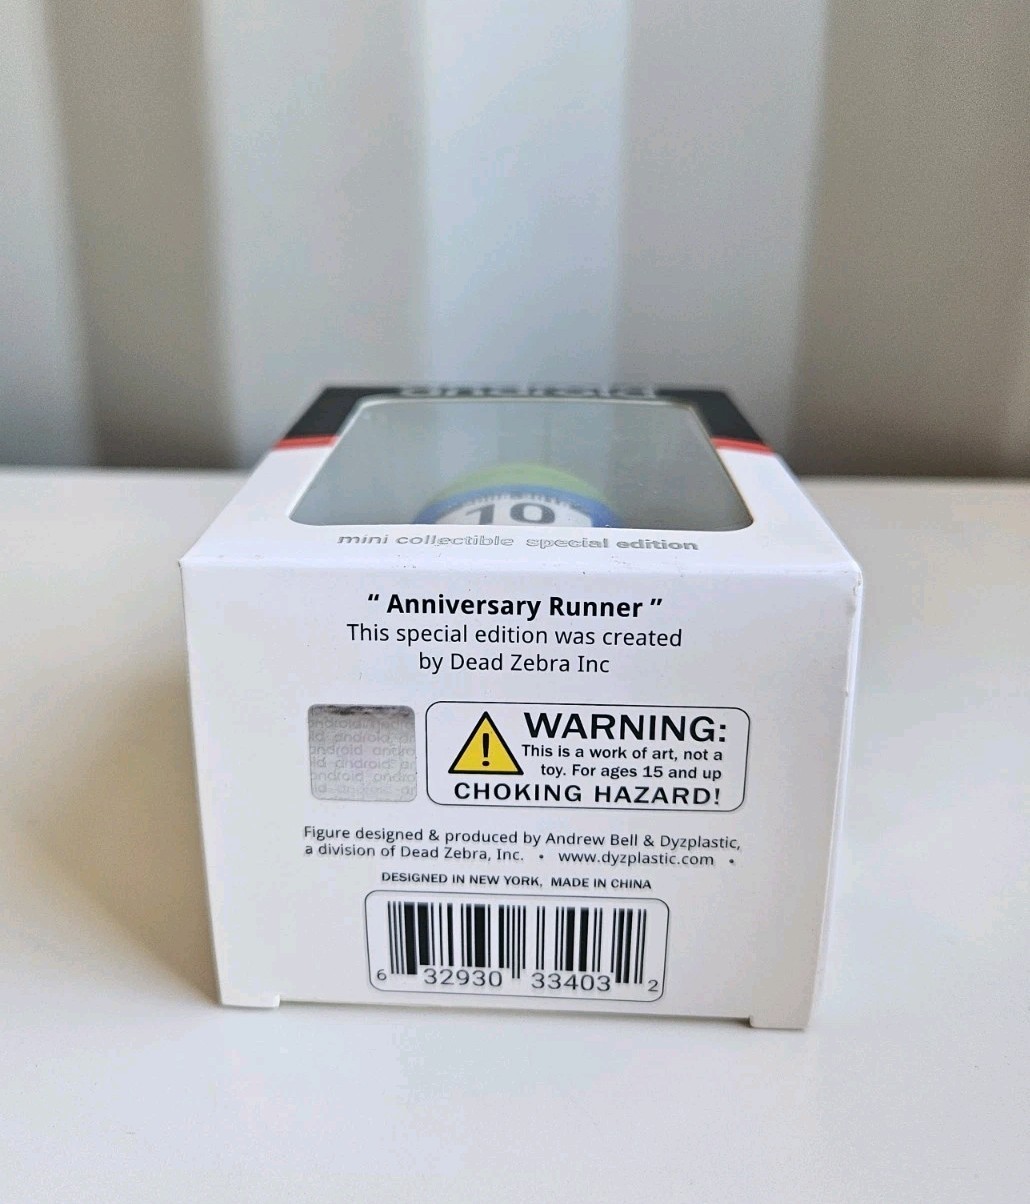 android
10
mini collectible special edition
“ Anniversary Runner ”
This special edition was created
by Dead Zebra Inc
WARNING:
This is a work of art, not a
toy. For ages 15 and up
CHOKING HAZARD!
android android
Figure designed & produced by Andrew Bell & Dyzplastic,
a division of Dead Zebra, Inc. • www.dyzplastic.com •
DESIGNED IN NEW YORK, MADE IN CHINA
6 32930 33403 2